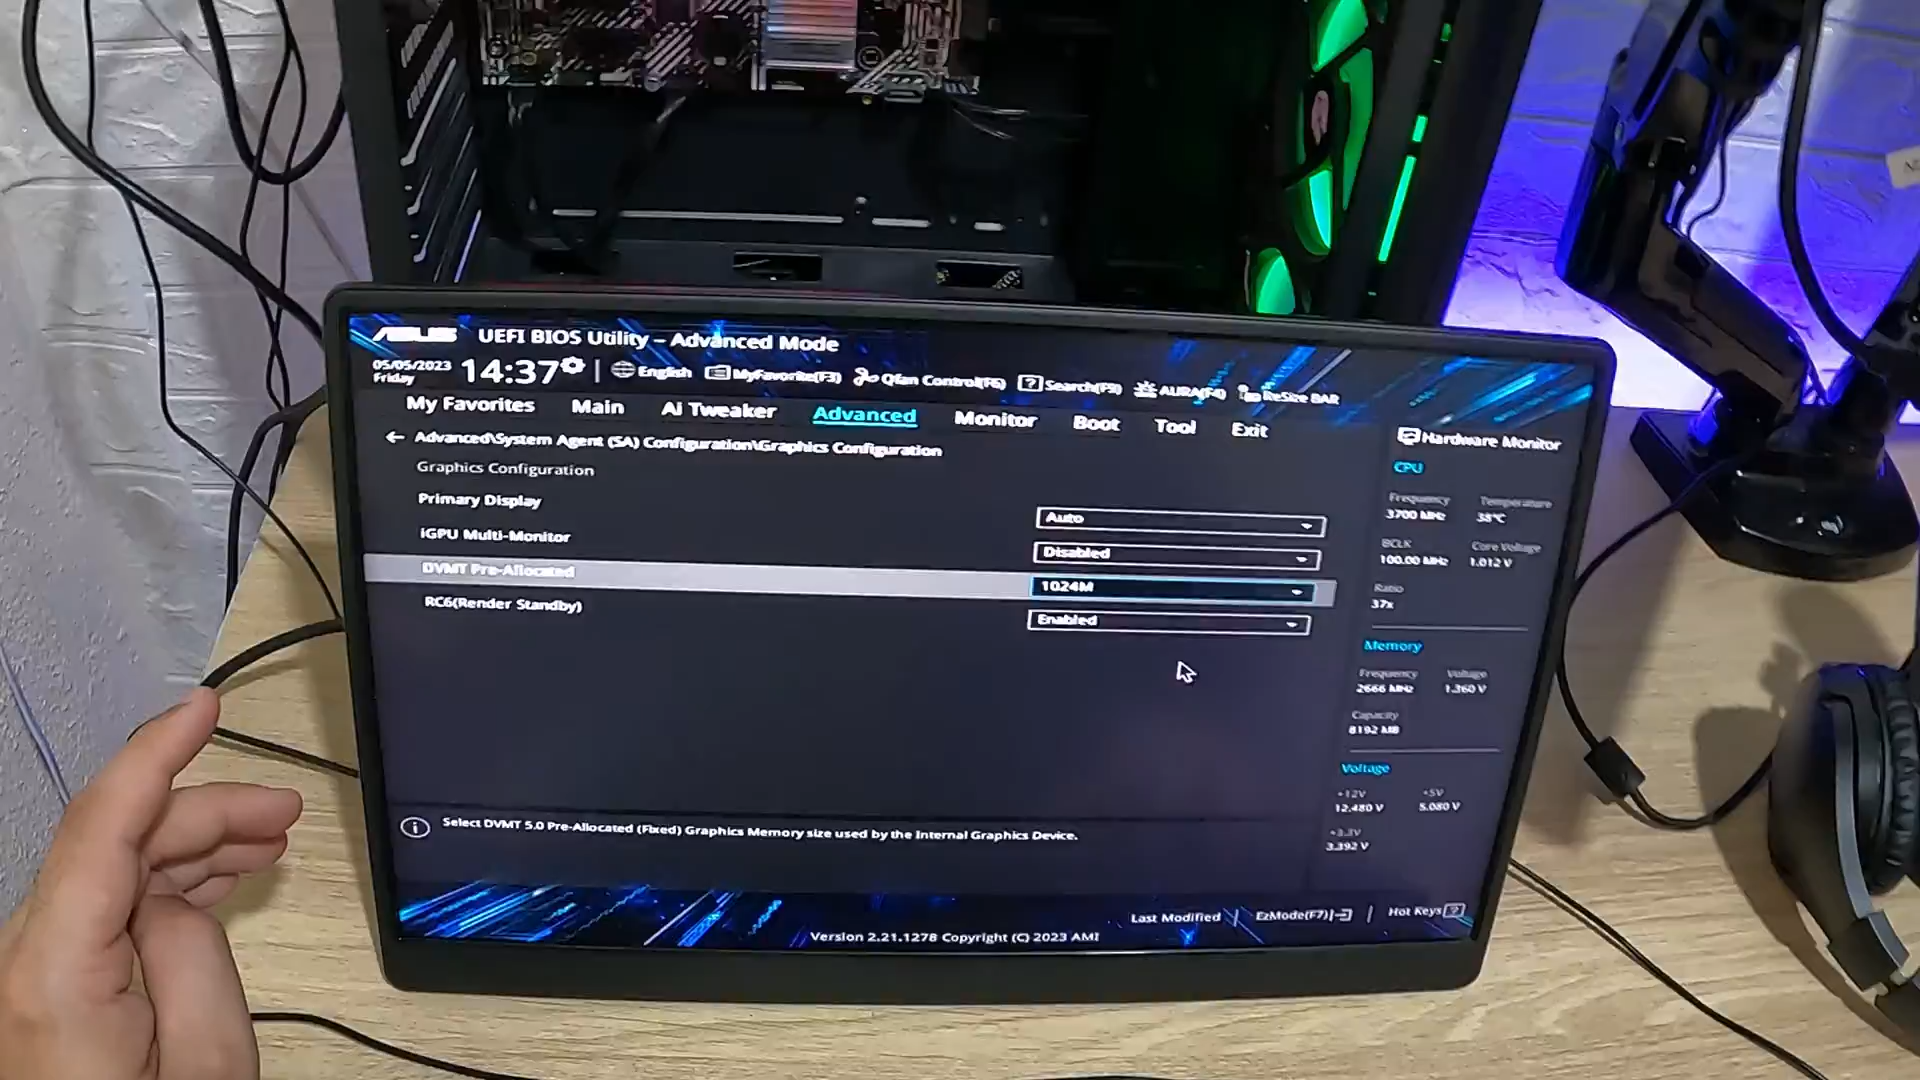 ASUS UEFI BIOS Utility – Advanced Mode
05/05/2023 Friday 14:37 English MyFavorite(F3) Qfan Control(F6) Search(F9) AURA(F4) ReSize BAR
My Favorites Main Ai Tweaker Advanced Monitor Boot Tool Exit
Advanced\System Agent (SA) Configuration\Graphics Configuration
Graphics Configuration
Primary Display Auto
iGPU Multi-Monitor Disabled
DVMT Pre-Allocated 1024M
RC6(Render Standby) Enabled
Select DVMT 5.0 Pre-Allocated (Fixed) Graphics Memory size used by the Internal Graphics Device.
Hardware Monitor
CPU
Frequency Temperature
3700 MHz 38°C
BCLK Core Voltage
100.00 MHz 1.012 V
Ratio
37x
Memory
Frequency Voltage
2666 MHz 1.360 V
Capacity
8192 MB
Voltage
+12V +5V
12.480 V 5.080 V
+3.3V
3.392 V
Last Modified EzMode(F7) Hot Keys ?
Version 2.21.1278 Copyright (C) 2023 AMI